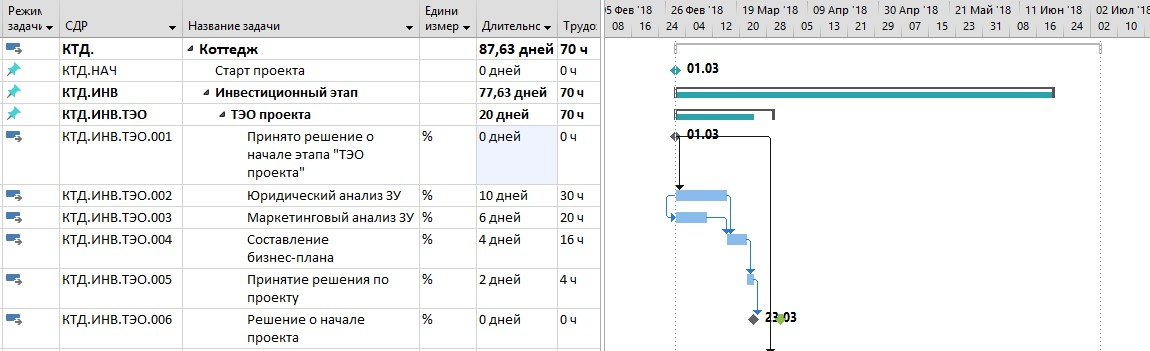 Режим задачи СДР Название задачи Едини измер Длительнс Трудоз
05 Фев '18 26 Фев '18 19 Мар '18 09 Апр '18 30 Апр '18 21 Май '18 11 Июн '18 02 Июл '18
08 16 24 04 12 20 28 05 13 21 29 07 15 23 31 08 16 24 02 10
КТД. Коттедж 87,63 дней 70 ч
КТД.НАЧ Старт проекта 0 дней 0 ч 01.03
КТД.ИНВ Инвестиционный этап 77,63 дней 70 ч
КТД.ИНВ.ТЭО ТЭО проекта 20 дней 70 ч
КТД.ИНВ.ТЭО.001 Принято решение о % 0 дней 0 ч 01.03
начале этапа "ТЭО
проекта"
КТД.ИНВ.ТЭО.002 Юридический анализ ЗУ % 10 дней 30 ч
КТД.ИНВ.ТЭО.003 Маркетинговый анализ ЗУ % 6 дней 20 ч
КТД.ИНВ.ТЭО.004 Составление % 4 дней 16 ч
бизнес-плана
КТД.ИНВ.ТЭО.005 Принятие решения по % 2 дней 4 ч
проекту
КТД.ИНВ.ТЭО.006 Решение о начале % 0 дней 0 ч 23.03
проекта